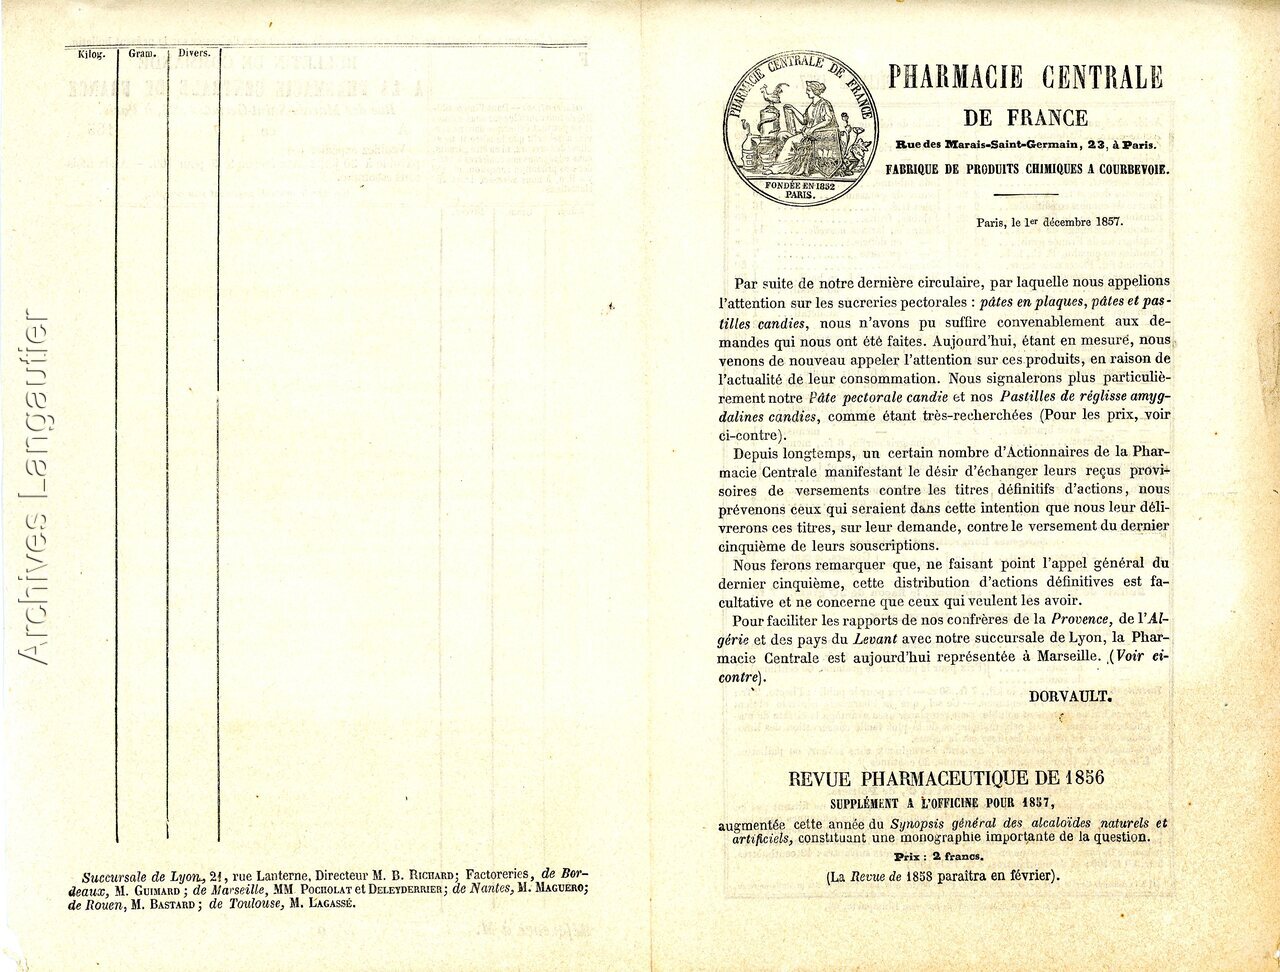 Kilog. Gram. Divers.
Succursale de Lyon, 21, rue Lanterne, Directeur M. B. RICHARD; Factoreries, de Bor-
deaux, M. GUIMARD; de Marseille, MM POCHOLAT et DELEYDERRIER; de Nantes, M. MAGUERO;
de Rouen, M. BASTARD; de Toulouse, M. LAGASSÉ.
Archives Langautier
PHARMACIE CENTRALE DE FRANCE
FONDÉE EN 1852
PARIS.
PHARMACIE CENTRALE
DE FRANCE
Rue des Marais-Saint-Germain, 23, à Paris.
FABRIQUE DE PRODUITS CHIMIQUES A COURBEVOIE.
Paris, le 1er décembre 1857.
Par suite de notre dernière circulaire, par laquelle nous appelions
l'attention sur les sucreries pectorales : pâtes en plaques, pâtes et pas-
tilles candies, nous n'avons pu suffire convenablement aux de-
mandes qui nous ont été faites. Aujourd'hui, étant en mesure, nous
venons de nouveau appeler l'attention sur ces produits, en raison de
l'actualité de leur consommation. Nous signalerons plus particuliè-
rement notre Pâte pectorale candie et nos Pastilles de réglisse amyg-
dalines candies, comme étant très-recherchées (Pour les prix, voir
ci-contre).
Depuis longtemps, un certain nombre d'Actionnaires de la Phar-
macie Centrale manifestant le désir d'échanger leurs reçus provi-
soires de versements contre les titres définitifs d'actions, nous
prévenons ceux qui seraient dans cette intention que nous leur déli-
vrerons ces titres, sur leur demande, contre le versement du dernier
cinquième de leurs souscriptions.
Nous ferons remarquer que, ne faisant point l'appel général du
dernier cinquième, cette distribution d'actions définitives est fa-
cultative et ne concerne que ceux qui veulent les avoir.
Pour faciliter les rapports de nos confrères de la Provence, de l'Al-
gérie et des pays du Levant avec notre succursale de Lyon, la Phar-
macie Centrale est aujourd'hui représentée à Marseille. (Voir ci-
contre).
DORVAULT.
REVUE PHARMACEUTIQUE DE 1856
SUPPLÉMENT A L'OFFICINE POUR 1857,
augmentée cette année du Synopsis général des alcaloïdes naturels et
artificiels, constituant une monographie importante de la question.
Prix : 2 francs.
(La Revue de 1858 paraîtra en février).